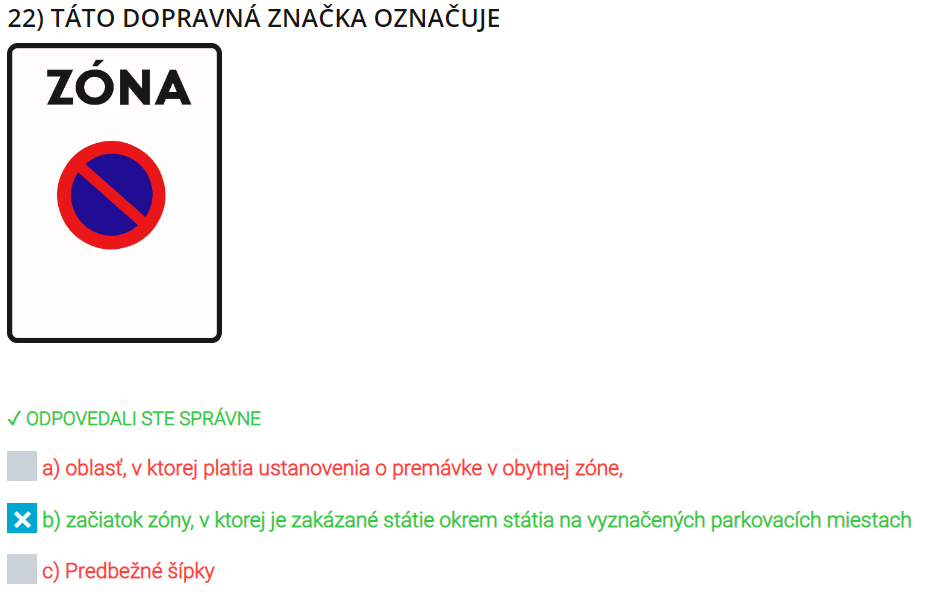 22) TÁTO DOPRAVNÁ ZNAČKA OZNAČUJE
ZÓNA
✓ ODPOVEDALI STE SPRÁVNE
a) oblasť, v ktorej platia ustanovenia o premávke v obytnej zóne,
b) začiatok zóny, v ktorej je zakázané státie okrem státia na vyznačených parkovacích miestach
c) Predbežné šípky